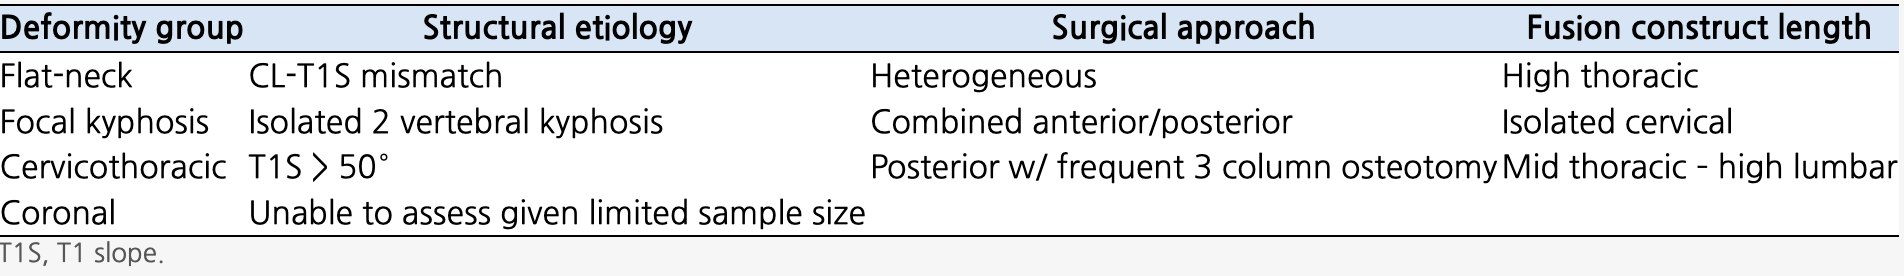 Deformity group Structural etiology Surgical approach Fusion construct length
Flat-neck CL-T1S mismatch Heterogeneous High thoracic
Focal kyphosis Isolated 2 vertebral kyphosis Combined anterior/posterior Isolated cervical
Cervicothoracic T1S > 50° Posterior w/ frequent 3 column osteotomy Mid thoracic - high lumbar
Coronal Unable to assess given limited sample size
T1S, T1 slope.